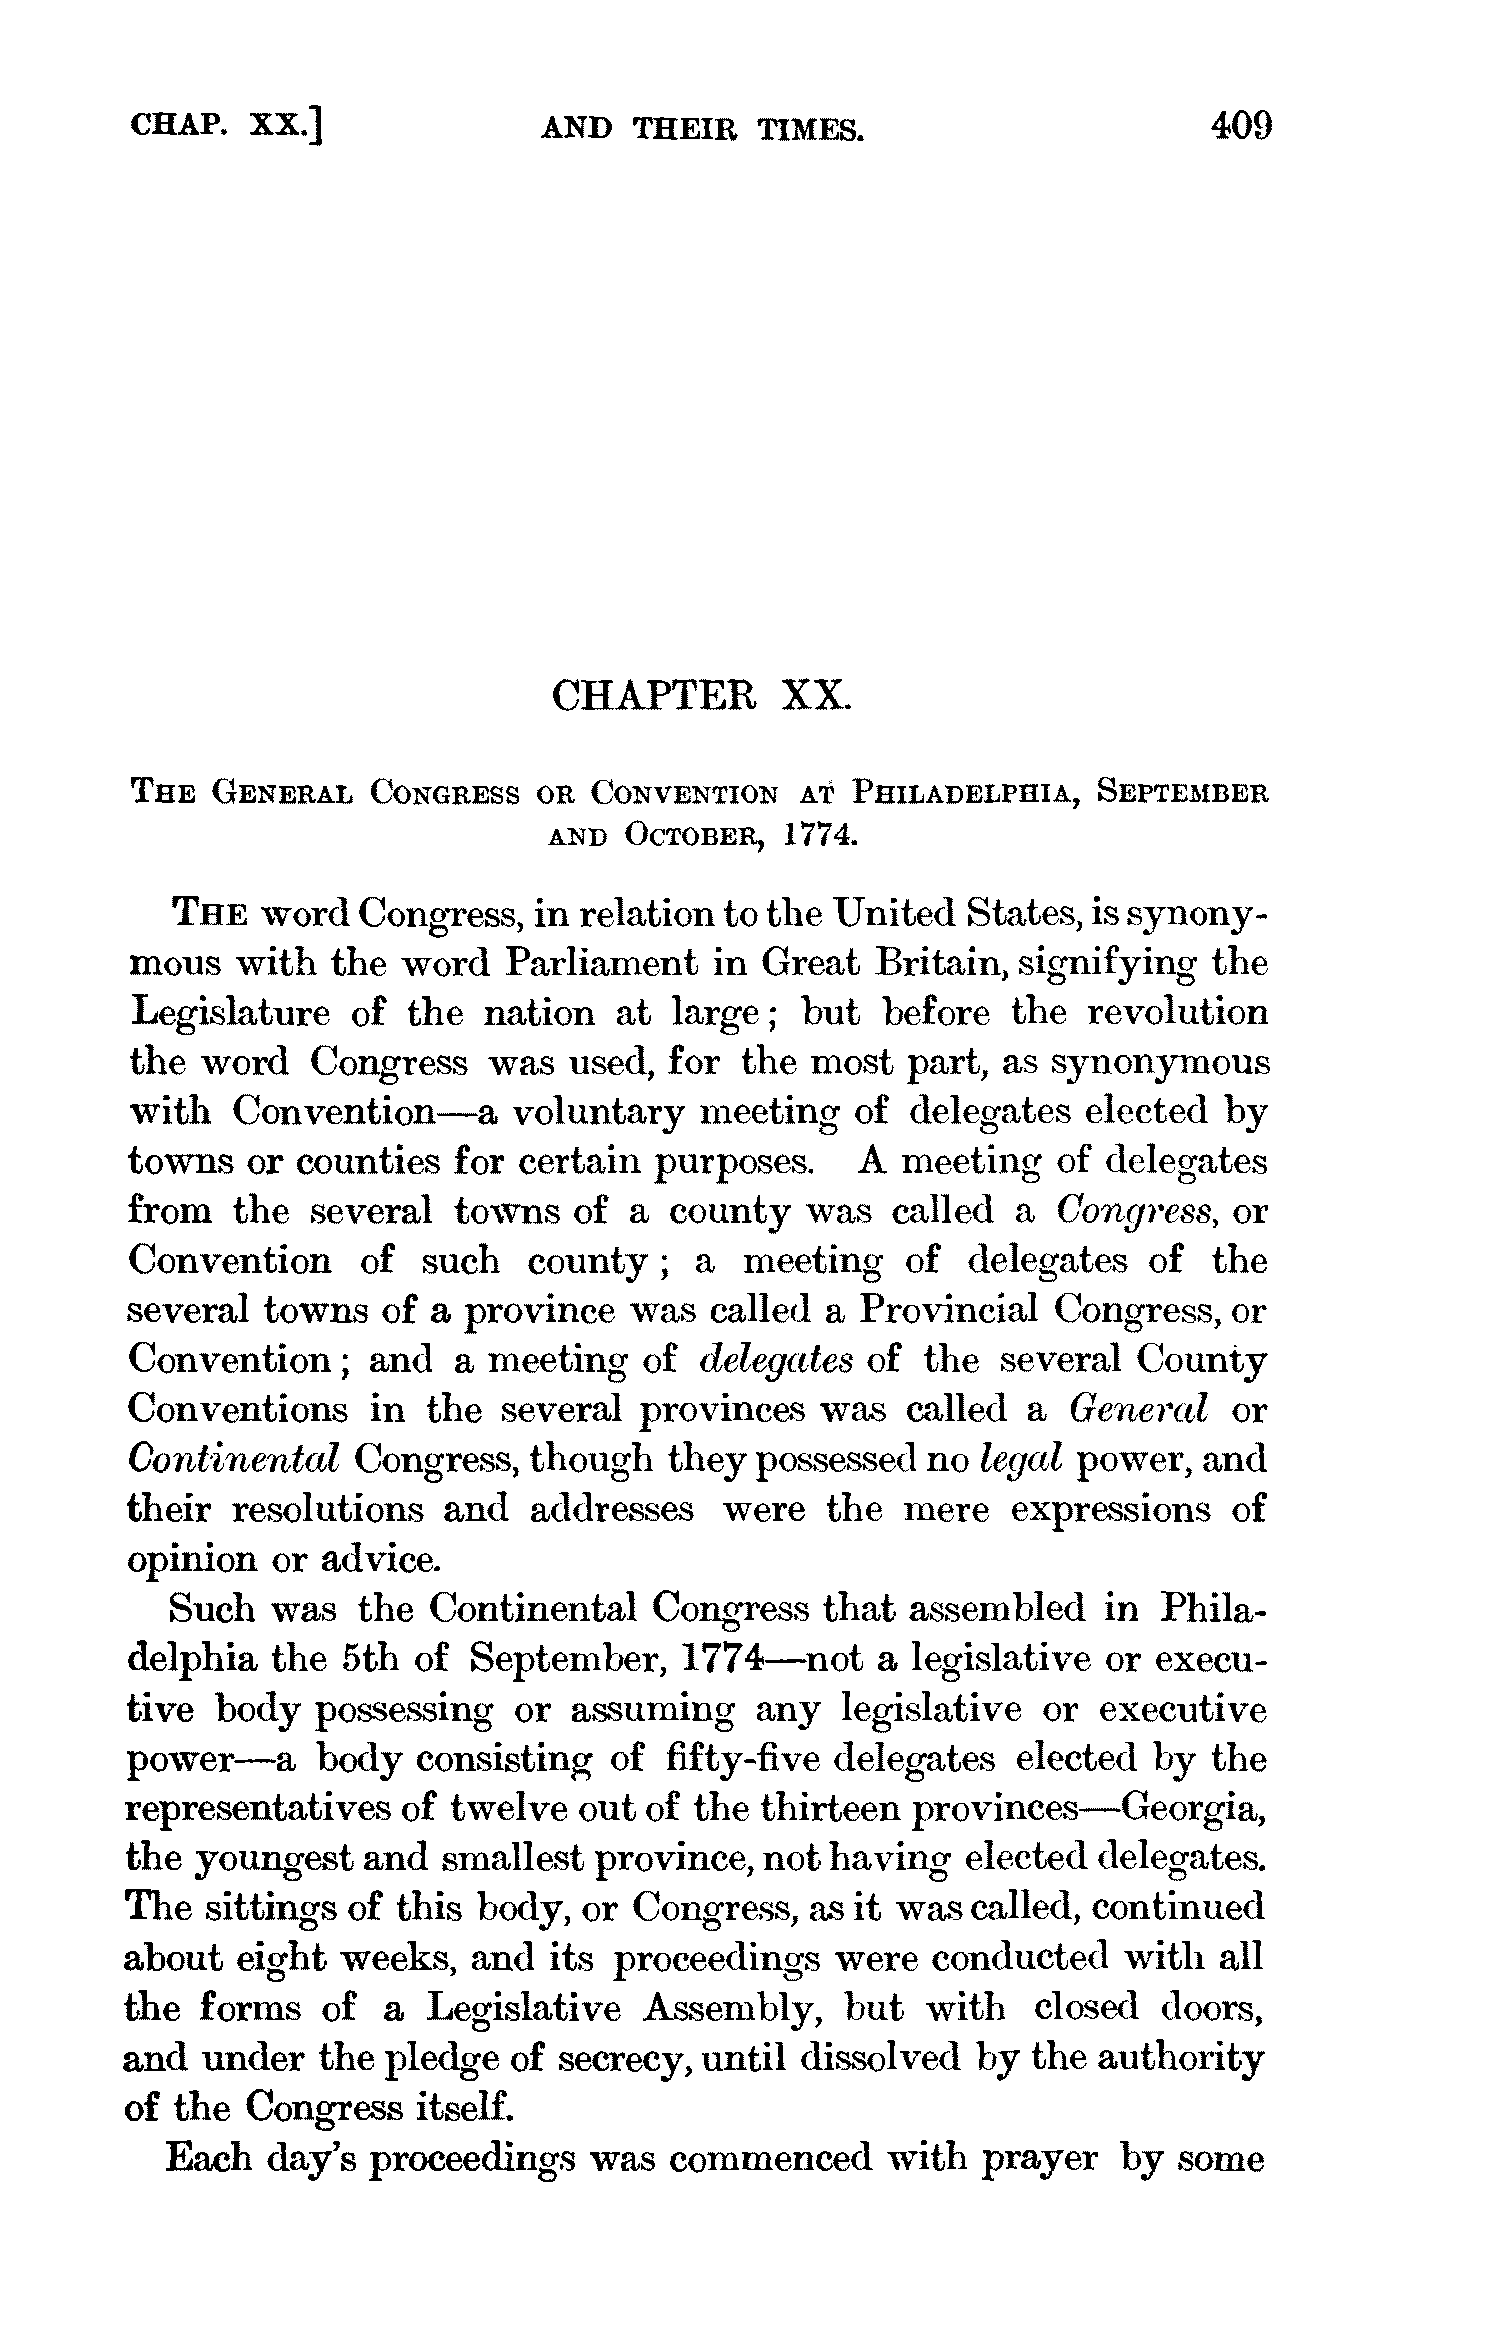 CHAP. XX.] AND THEIR TIMES. 409
CHAPTER XX.
THE GENERAL CONGRESS OR CONVENTION AT PHILADELPHIA, SEPTEMBER
AND OCTOBER, 1774.
THE word Congress, in relation to the United States, is synony-
mous with the word Parliament in Great Britain, signifying the
Legislature of the nation at large; but before the revolution
the word Congress was used, for the most part, as synonymous
with Convention—a voluntary meeting of delegates elected by
towns or counties for certain purposes. A meeting of delegates
from the several towns of a county was called a Congress, or
Convention of such county; a meeting of delegates of the
several towns of a province was called a Provincial Congress, or
Convention; and a meeting of delegates of the several County
Conventions in the several provinces was called a General or
Continental Congress, though they possessed no legal power, and
their resolutions and addresses were the mere expressions of
opinion or advice.
Such was the Continental Congress that assembled in Phila-
delphia the 5th of September, 1774—not a legislative or execu-
tive body possessing or assuming any legislative or executive
power—a body consisting of fifty-five delegates elected by the
representatives of twelve out of the thirteen provinces—Georgia,
the youngest and smallest province, not having elected delegates.
The sittings of this body, or Congress, as it was called, continued
about eight weeks, and its proceedings were conducted with all
the forms of a Legislative Assembly, but with closed doors,
and under the pledge of secrecy, until dissolved by the authority
of the Congress itself.
Each day's proceedings was commenced with prayer by some